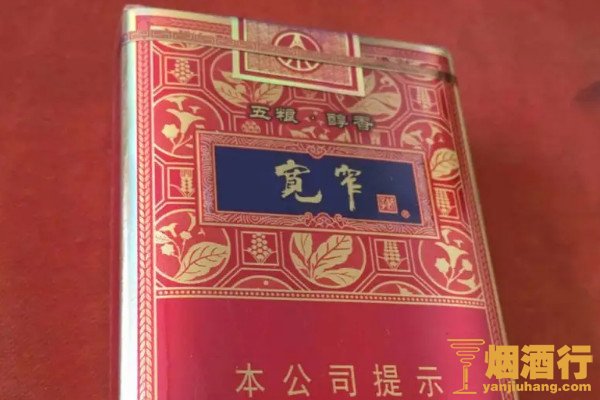 五粮·醇香
宽窄
®
本公司提示
烟酒行
yanjiuhang.com